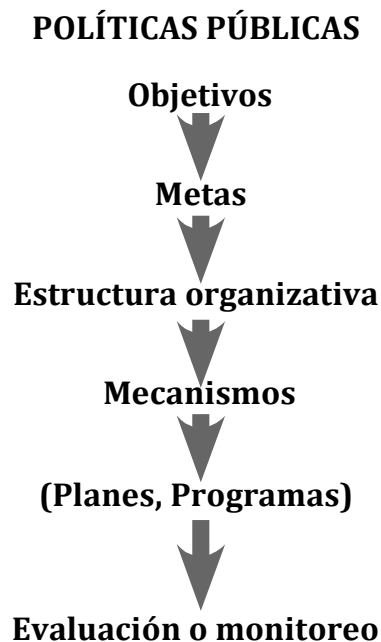 POLÍTICAS PÚBLICAS
Objetivos
Metas
Estructura organizativa
Mecanismos
(Planes, Programas)
Evaluación o monitoreo